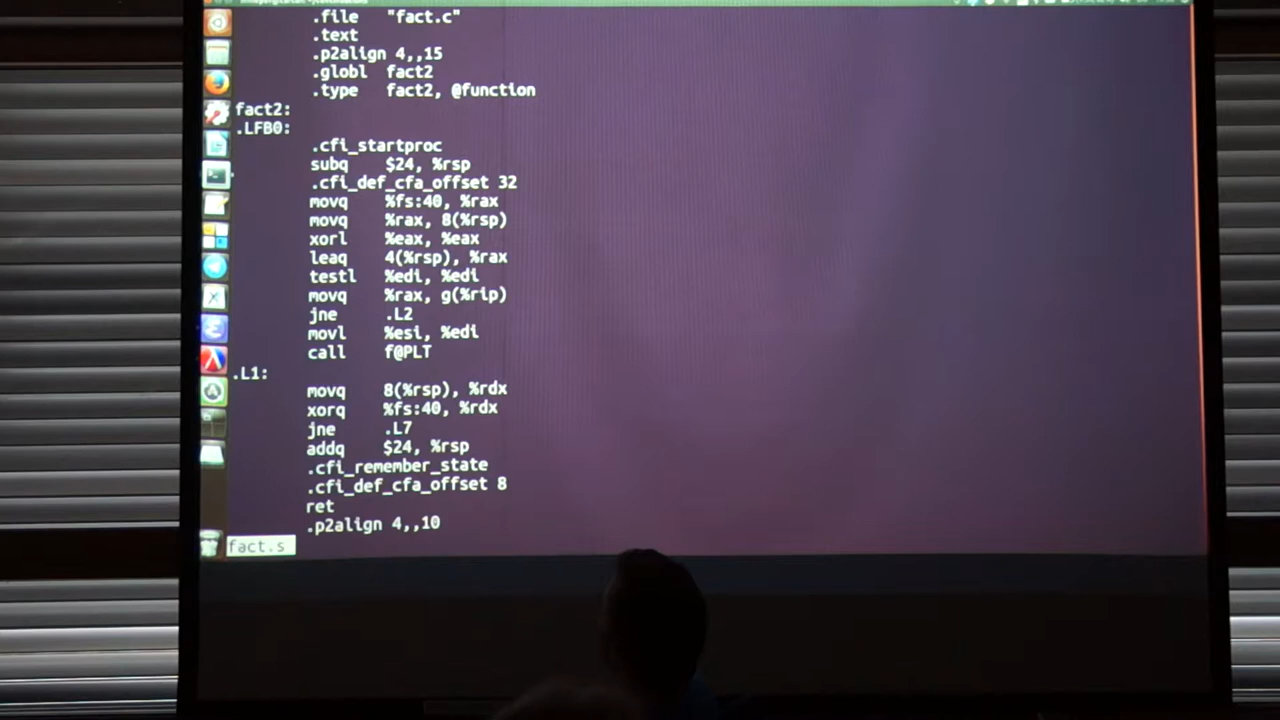 .file "fact.c"
.text
.p2align 4,,15
.globl fact2
.type fact2, @function
fact2:
.LFB0:
.cfi_startproc
subq $24, %rsp
.cfi_def_cfa_offset 32
movq %fs:40, %rax
movq %rax, 8(%rsp)
xorl %eax, %eax
leaq 4(%rsp), %rax
testl %edi, %edi
movq %rax, g(%rip)
jne .L2
movl %esi, %edi
call f@PLT
.L1:
movq 8(%rsp), %rdx
xorq %fs:40, %rdx
jne .L7
addq $24, %rsp
.cfi_remember_state
.cfi_def_cfa_offset 8
ret
.p2align 4,,10
fact.s